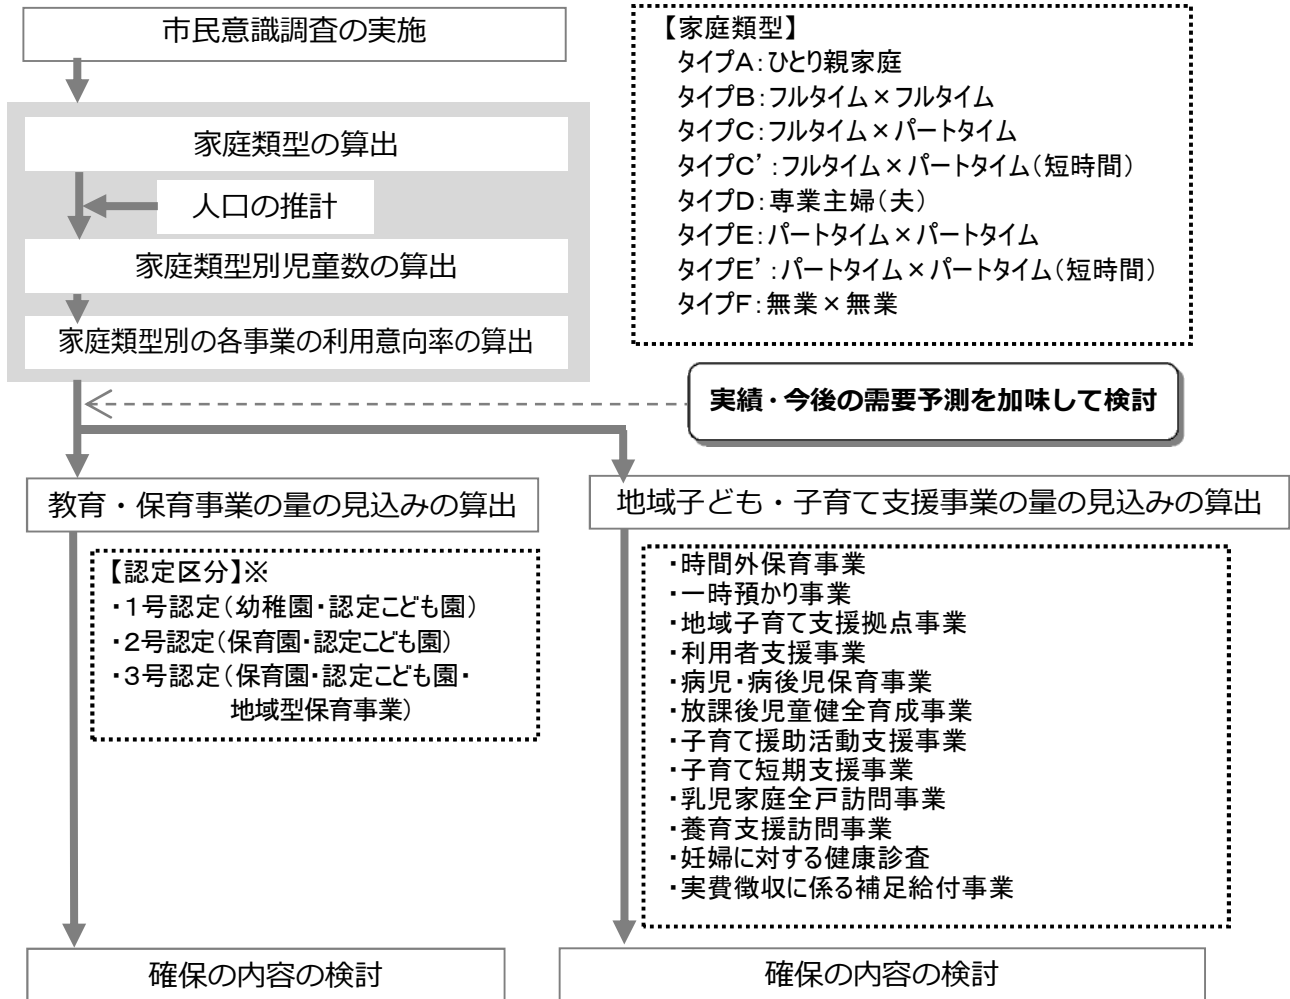 市民意識調査の実施
家庭類型の算出
人口の推計
家庭類型別児童数の算出
家庭類型別の各事業の利用意向率の算出
【家庭類型】
タイプA：ひとり親家庭
タイプB：フルタイム×フルタイム
タイプC：フルタイム×パートタイム
タイプC’：フルタイム×パートタイム（短時間）
タイプD：専業主婦（夫）
タイプE：パートタイム×パートタイム
タイプE’：パートタイム×パートタイム（短時間）
タイプF：無業×無業
実績・今後の需要予測を加味して検討
教育・保育事業の量の見込みの算出
【認定区分】※
・1号認定（幼稚園・認定こども園）
・2号認定（保育園・認定こども園）
・3号認定（保育園・認定こども園・
地域型保育事業）
確保の内容の検討
地域子ども・子育て支援事業の量の見込みの算出
・時間外保育事業
・一時預かり事業
・地域子育て支援拠点事業
・利用者支援事業
・病児・病後児保育事業
・放課後児童健全育成事業
・子育て援助活動支援事業
・子育て短期支援事業
・乳児家庭全戸訪問事業
・養育支援訪問事業
・妊婦に対する健康診査
・実費徴収に係る補足給付事業
確保の内容の検討